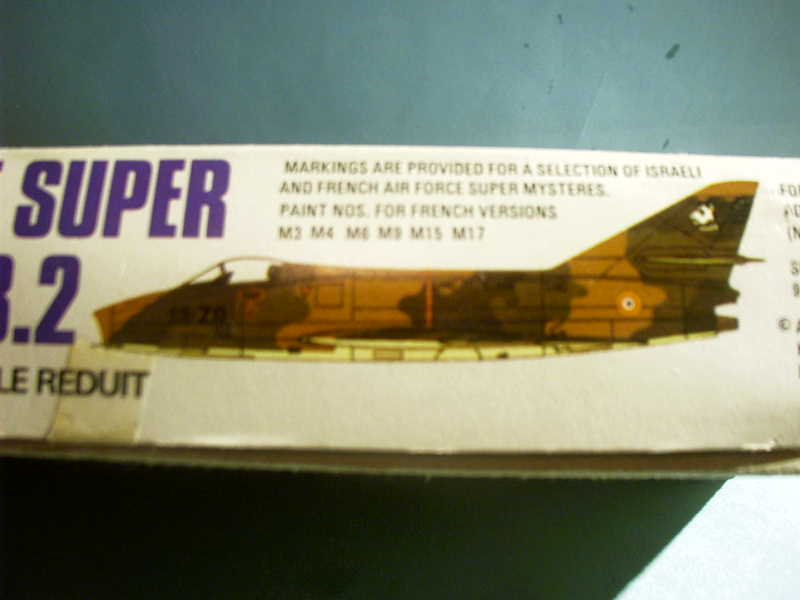 SUPER
B.2
LE REDUIT
MARKINGS ARE PROVIDED FOR A SELECTION OF ISRAELI
AND FRENCH AIR FORCE SUPER MYSTERES.
PAINT NOS. FOR FRENCH VERSIONS
M3 M4 M6 M9 M15 M17